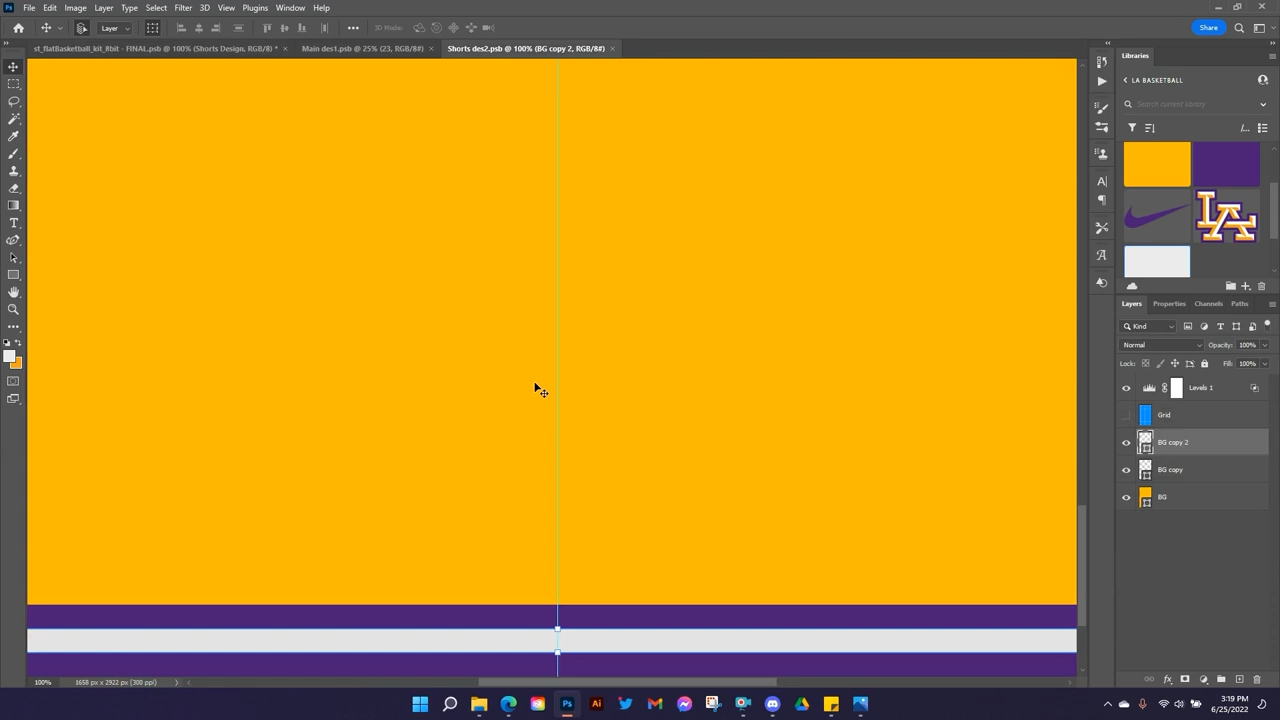 File Edit Image Layer Type Select Filter 3D View Plugins Window Help
Layer 3D Mode: Share
st_flatBasketball_kit_8bit - FINAL.psb @ 100% (Shorts Design, RGB/8) * Main des1.psb @ 25% (23, RGB/8#) Shorts des2.psb @ 100% (BG copy 2, RGB/8#)
Libraries
LA BASKETBALL
Search current library
LA
Layers Properties Channels Paths
Kind
Normal Opacity: 100%
Lock: Fill: 100%
Levels 1
Grid
BG copy 2
BG copy
BG
100% 1658 px x 2922 px (300 ppi)
3:19 PM
6/25/2022